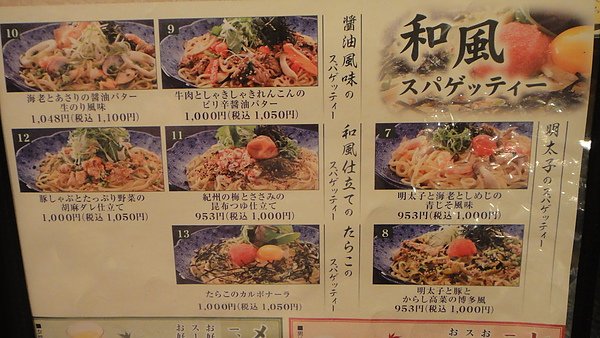 和風
スパゲッティー
明太子のスパゲッティー
7
明太子と海老としめじの
青じそ風味
953円(税込 1,000円)
8
明太子と豚と
からし高菜の博多風
953円(税込 1,000円)
醤油風味の
スパゲッティー
9
牛肉としゃきしゃきれんこんの
ピリ辛醤油バター
1,000円(税込 1,050円)
10
海老とあさりの醤油バター
生のり風味
1,048円(税込 1,100円)
和風仕立ての
スパゲッティー
11
紀州の梅とささみの
昆布つゆ仕立て
953円(税込 1,000円)
12
豚しゃぶとたっぷり野菜の
胡麻ダレ仕立て
1,000円(税込 1,050円)
たらこの
スパゲッティー
13
たらこのカルボナーラ
1,000円(税込 1,050円)